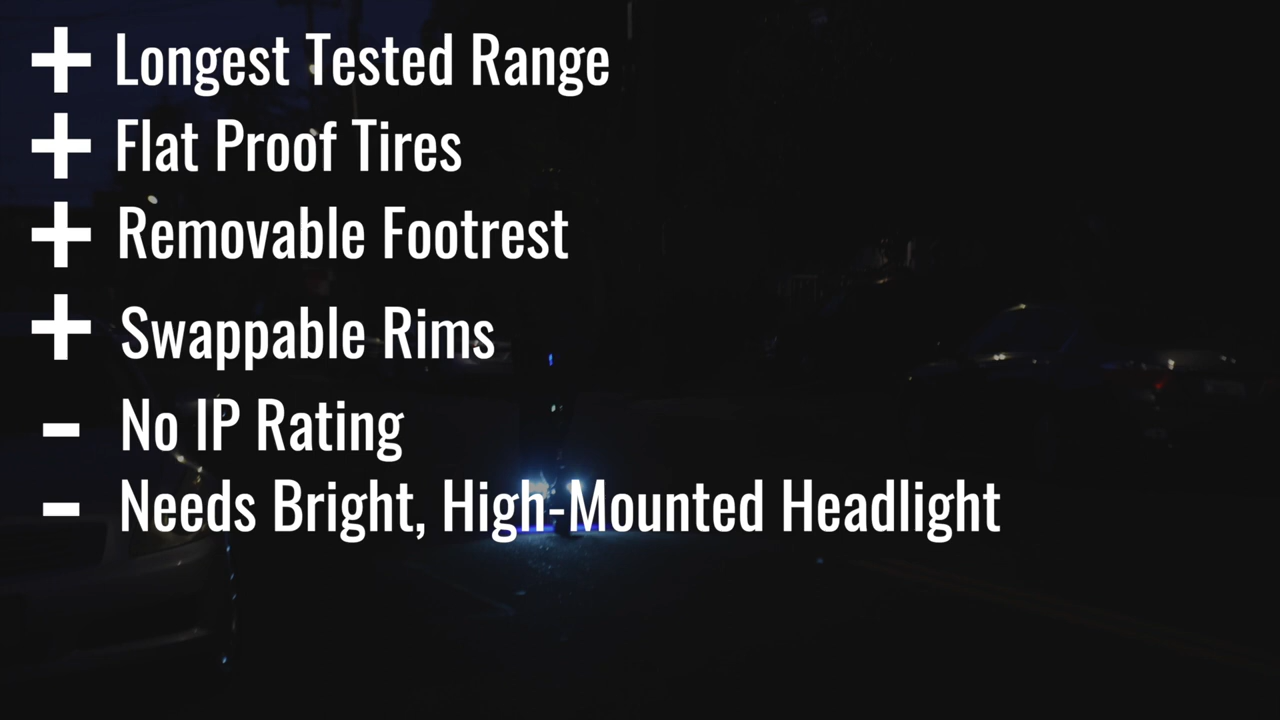 + Longest Tested Range
+ Flat Proof Tires
+ Removable Footrest
+ Swappable Rims
- No IP Rating
- Needs Bright, High-Mounted Headlight